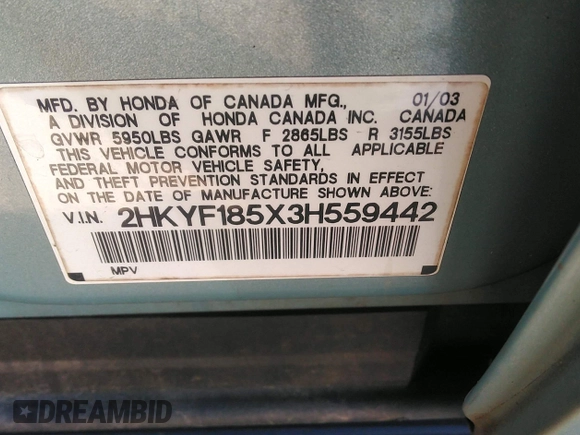 MFD. BY HONDA OF CANADA MFG., 01/03
A DIVISION OF HONDA CANADA INC. CANADA
GVWR 5950LBS GAWR F 2865LBS R 3155LBS
THIS VEHICLE CONFORMS TO ALL APPLICABLE
FEDERAL MOTOR VEHICLE SAFETY,
AND THEFT PREVENTION STANDARDS IN EFFECT
ON THE DATE OF MANUFACTURE SHOWN ABOVE:
V.I.N. 2HKYF185X3H559442
MPV
DREAMBID